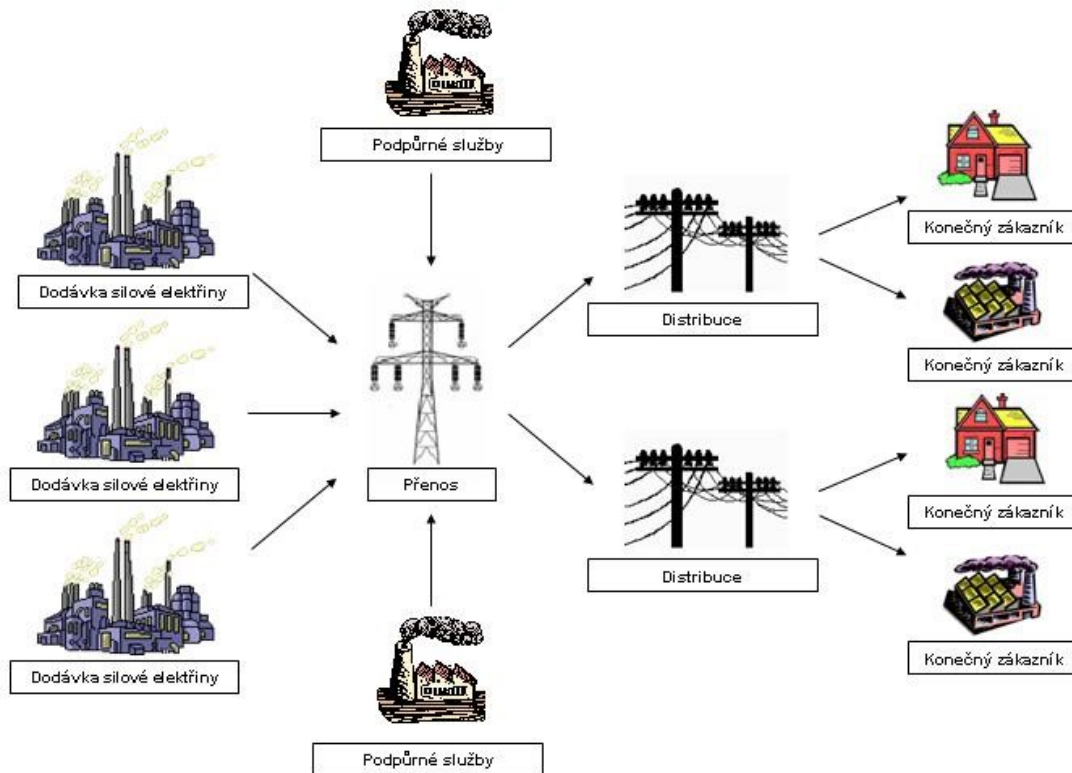 Podpůrné služby
Konečný zákazník
Dodávka silové elektřiny
Distribuce
Konečný zákazník
Dodávka silové elektřiny
Přenos
Konečný zákazník
Distribuce
Dodávka silové elektřiny
Konečný zákazník
Podpůrné služby